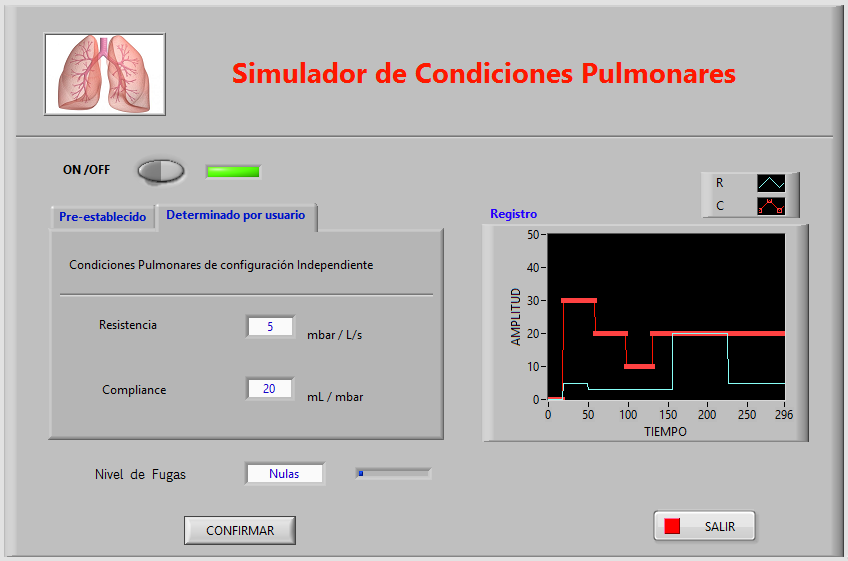 Simulador de Condiciones Pulmonares
ON /OFF
Pre-establecido
Determinado por usuario
Condiciones Pulmonares de configuración Independiente
Resistencia
5
mbar / L/s
Compliance
20
mL / mbar
Nivel de Fugas
Nulas
CONFIRMAR
R
C
Registro
AMPLITUD
50
40
30
20
10
0
0 50 100 150 200 250 296
TIEMPO
SALIR